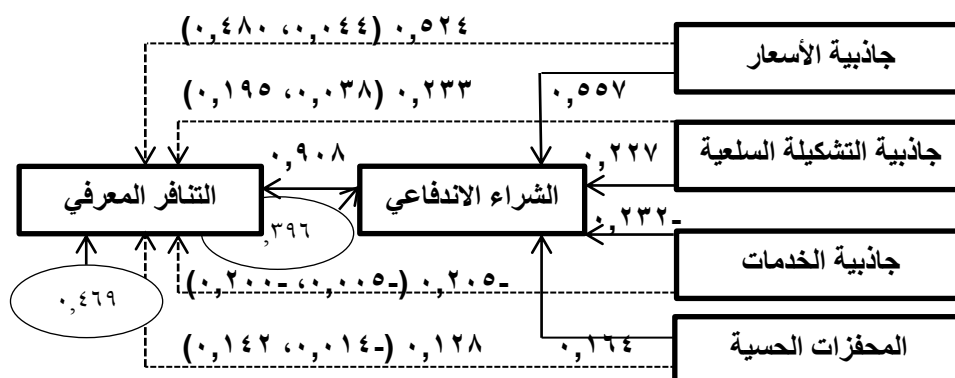 ٠,٥٢٤ (٠,٠٤٤، ٠,٤٨٠)
جاذبية الأسعار
٠,٥٥٧
٠,٢٣٣ (٠,٠٣٨، ٠,١٩٥)
جاذبية التشكيلة السلعية
٠,٢٢٧
٠,٩٠٨
الشراء الاندفاعي
التنافر المعرفي
,٣٩٦
-٠,٢٣٢
جاذبية الخدمات
-٠,٢٠٥ (-٠,٠٠٥، -٠,٢٠٠)
٠,٤٦٩
المحفزات الحسية
٠,١٦٤
٠,١٢٨ (-٠,٠١٤، ٠,١٤٢)